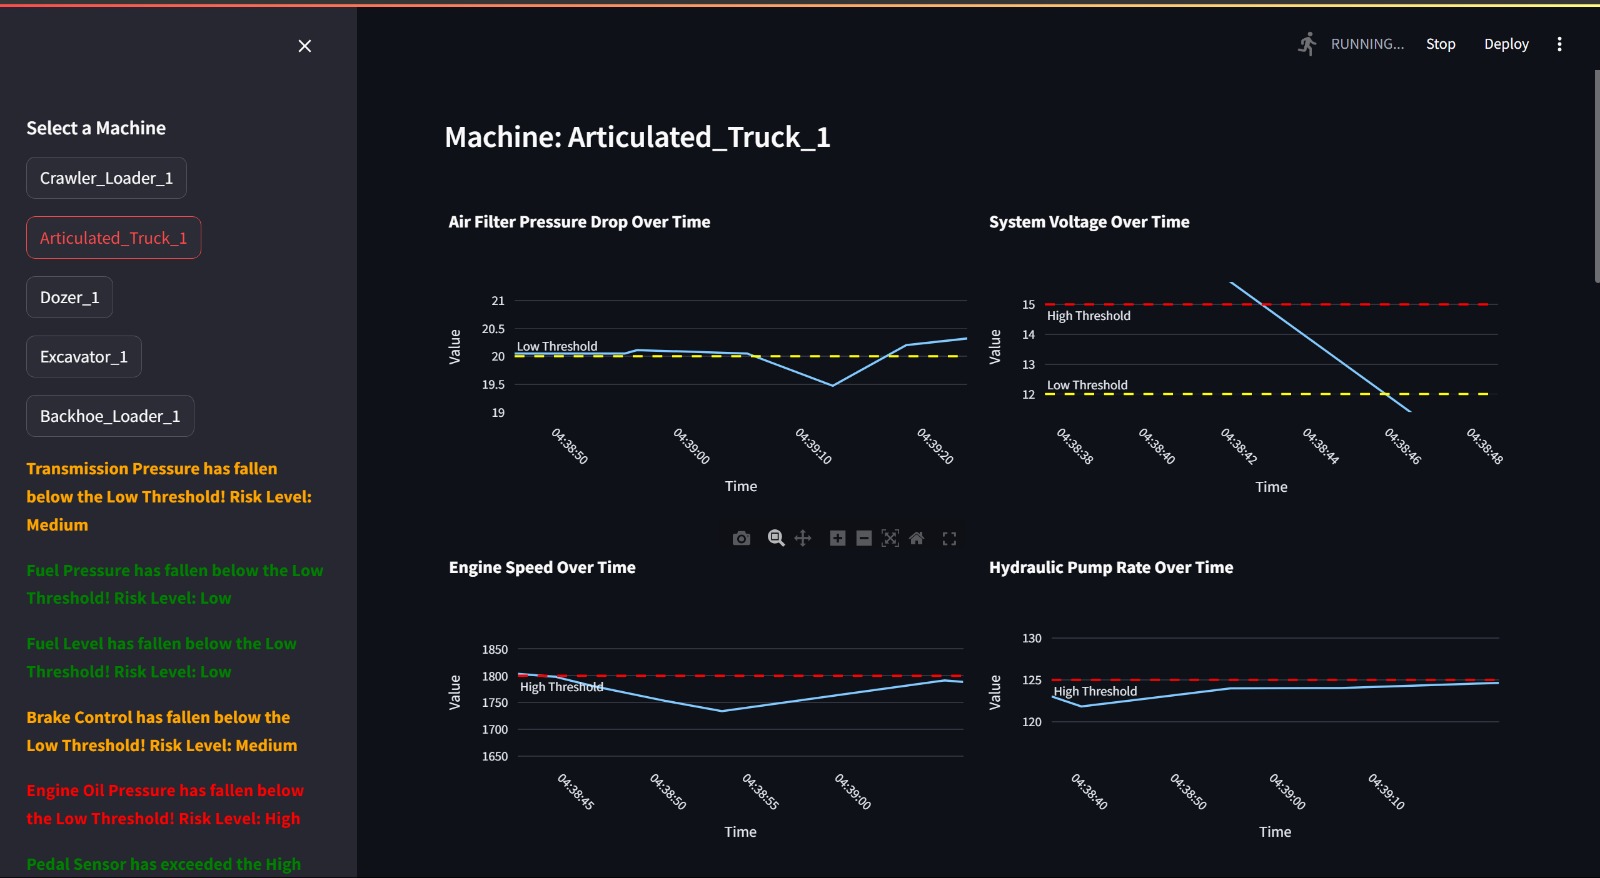 RUNNING...
Stop
Deploy
Select a Machine
Crawler_Loader_1
Articulated_Truck_1
Dozer_1
Excavator_1
Backhoe_Loader_1
Transmission Pressure has fallen
below the Low Threshold! Risk Level:
Medium
Fuel Pressure has fallen below the Low
Threshold! Risk Level: Low
Fuel Level has fallen below the Low
Threshold! Risk Level: Low
Brake Control has fallen below the
Low Threshold! Risk Level: Medium
Engine Oil Pressure has fallen below
the Low Threshold! Risk Level: High
Pedal Sensor has exceeded the High
Machine: Articulated_Truck_1
Air Filter Pressure Drop Over Time
Value
21
20.5
20
19.5
19
Low Threshold
04:38:50
04:39:00
04:39:10
04:39:20
Time
System Voltage Over Time
Value
15
14
13
12
High Threshold
Low Threshold
04:38:38
04:38:40
04:38:42
04:38:44
04:38:46
04:38:48
Time
Engine Speed Over Time
Value
1850
1800
1750
1700
1650
High Threshold
04:38:45
04:38:50
04:38:55
04:39:00
Time
Hydraulic Pump Rate Over Time
Value
130
125
120
High Threshold
04:38:40
04:38:50
04:39:00
04:39:10
Time